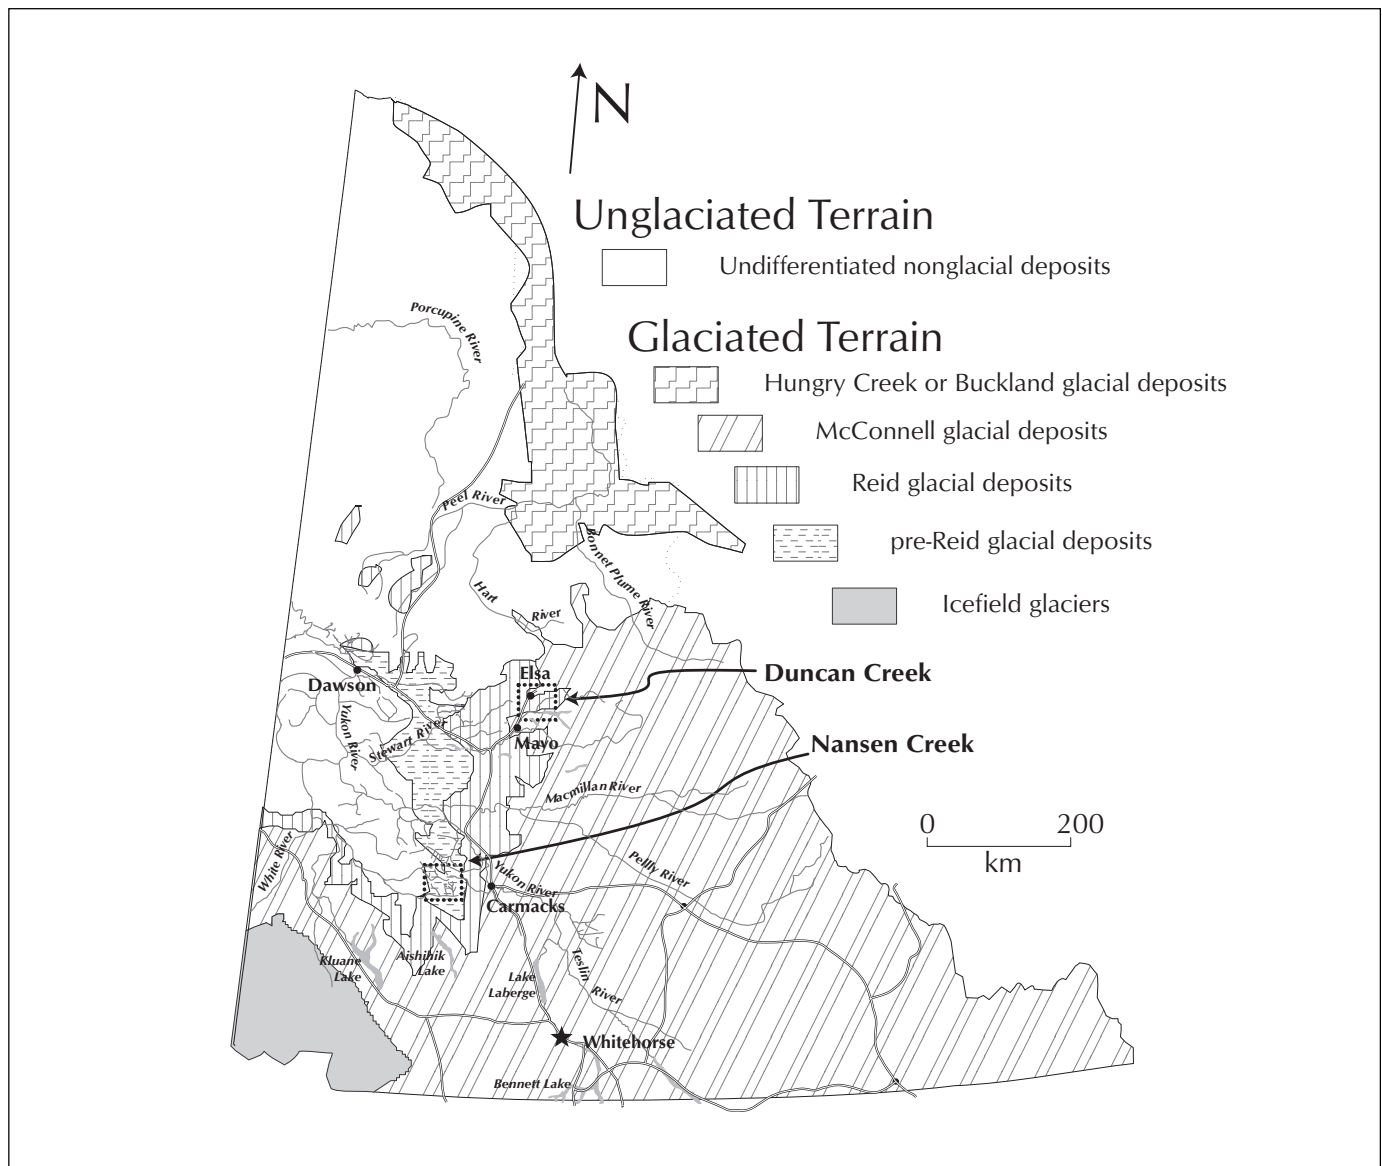 N
Unglaciated Terrain
Undifferentiated nonglacial deposits
Glaciated Terrain
Hungry Creek or Buckland glacial deposits
McConnell glacial deposits
Reid glacial deposits
pre-Reid glacial deposits
Icefield glaciers
Porcupine River
Peel River
Bonnet Plume River
Hart
River
Elsa
Duncan Creek
Dawson
Yukon River
Stewart River
Mayo
Nansen Creek
Macmillan River
0 200
km
White River
Pellly River
Yukon River
Carmacks
Kluane
Lake
Aishihik
Lake
Lake
Laberge
Teslin
River
Whitehorse
Bennett Lake